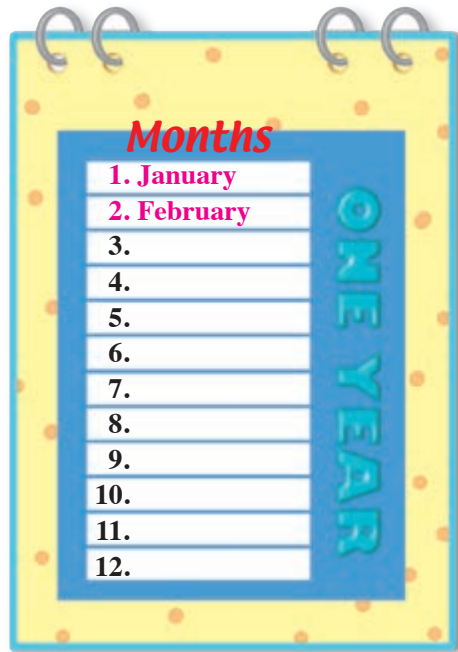 Months
1. January
2. February
3.
4.
5.
6.
7.
8.
9.
10.
11.
12.
ONE YEAR